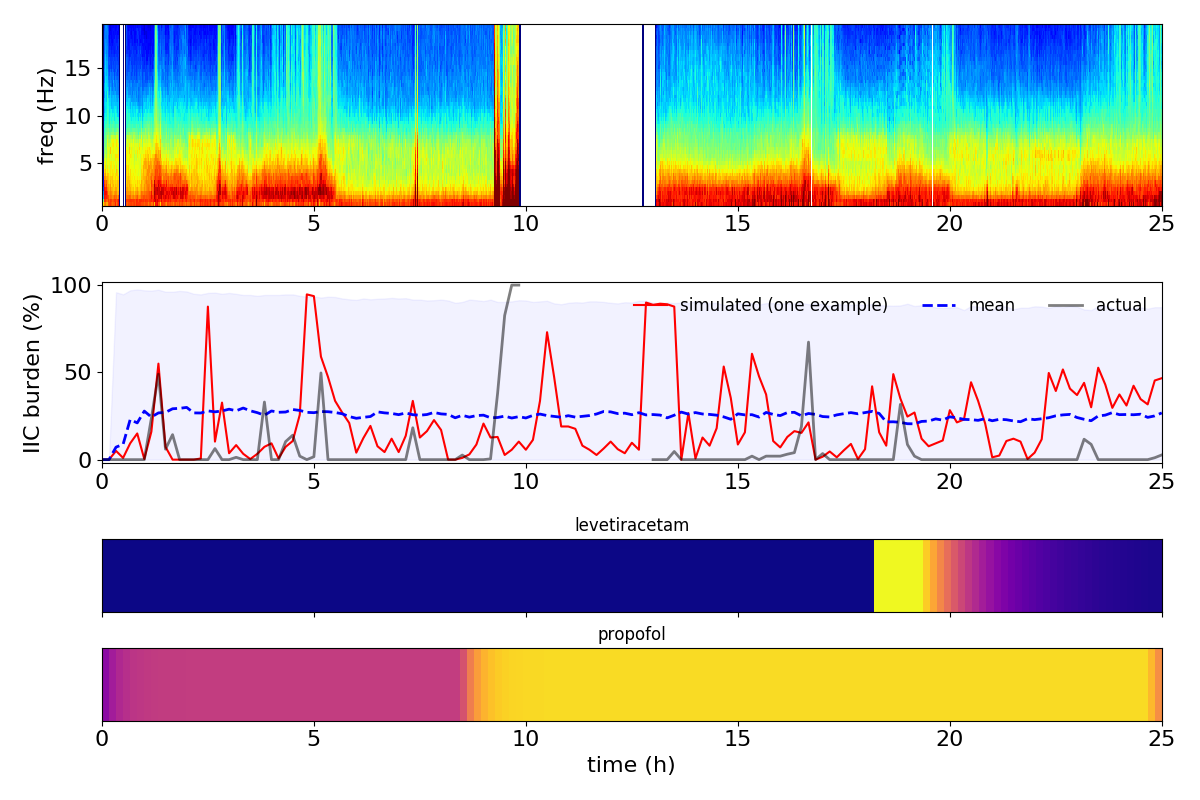 freq (Hz)
15
10
5
0 5 10 15 20 25
IIC burden (%)
100
50
0
simulated (one example) mean actual
0 5 10 15 20 25
levetiracetam
propofol
0 5 10 15 20 25
time (h)